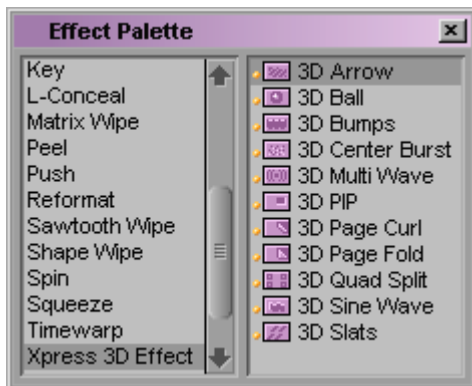 Effect Palette
Key
L-Conceal
Matrix Wipe
Peel
Push
Reformat
Sawtooth Wipe
Shape Wipe
Spin
Squeeze
Timewarp
Xpress 3D Effect
3D Arrow
3D Ball
3D Bumps
3D Center Burst
3D Multi Wave
3D PIP
3D Page Curl
3D Page Fold
3D Quad Split
3D Sine Wave
3D Slats